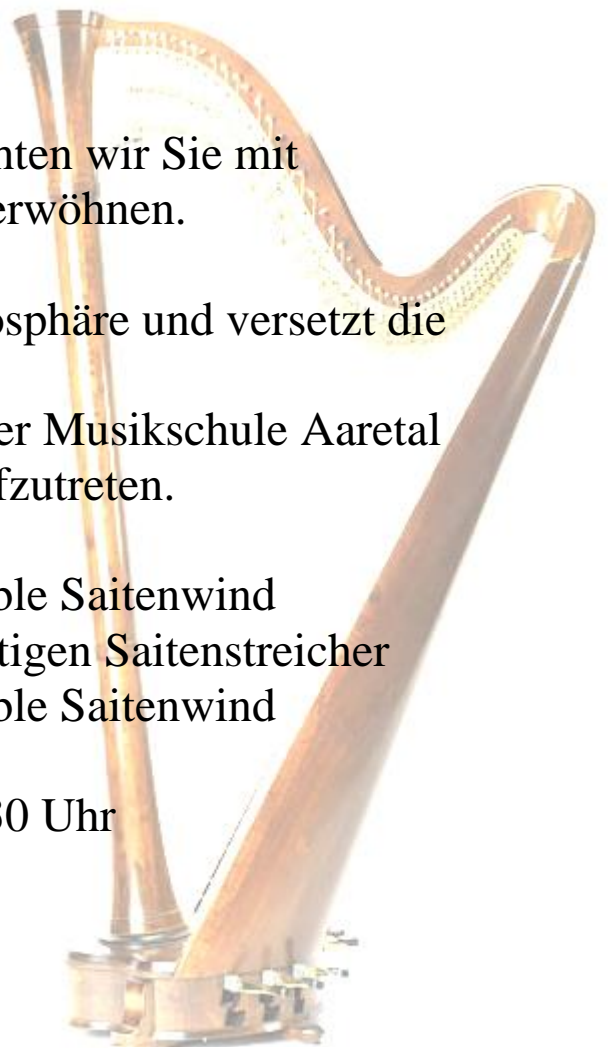 nten wir Sie mit
erwöhnen.
osphäre und versetzt die
er Musikschule Aaretal
fzutreten.
ble Saitenwind
tigen Saitenstreicher
ble Saitenwind
30 Uhr